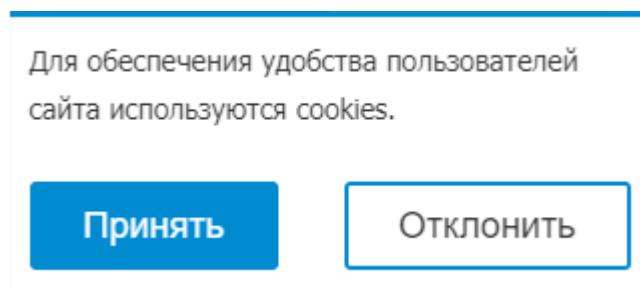 Для обеспечения удобства пользователей
сайта используются cookies.
Принять
Отклонить